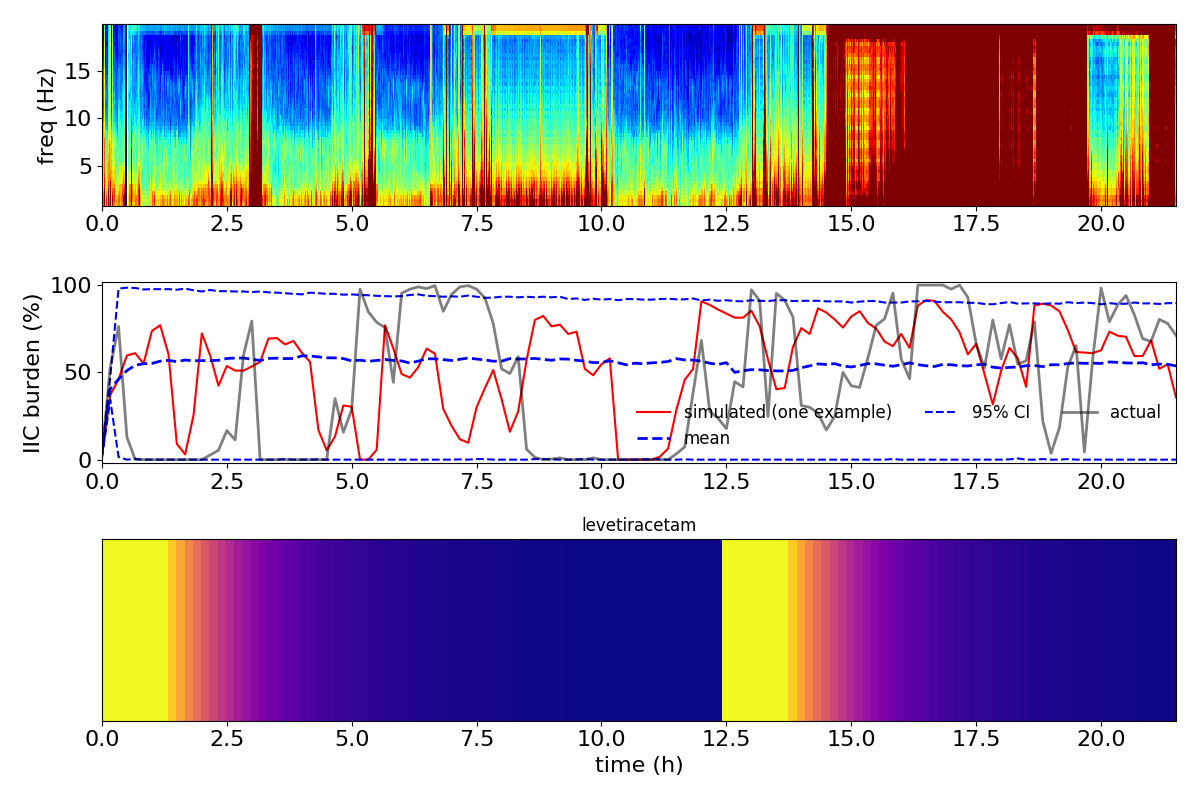 freq (Hz)
15
10
5
0.0 2.5 5.0 7.5 10.0 12.5 15.0 17.5 20.0
IIC burden (%)
100
50
0
simulated (one example) 95% CI actual
mean
0.0 2.5 5.0 7.5 10.0 12.5 15.0 17.5 20.0
levetiracetam
0.0 2.5 5.0 7.5 10.0 12.5 15.0 17.5 20.0
time (h)